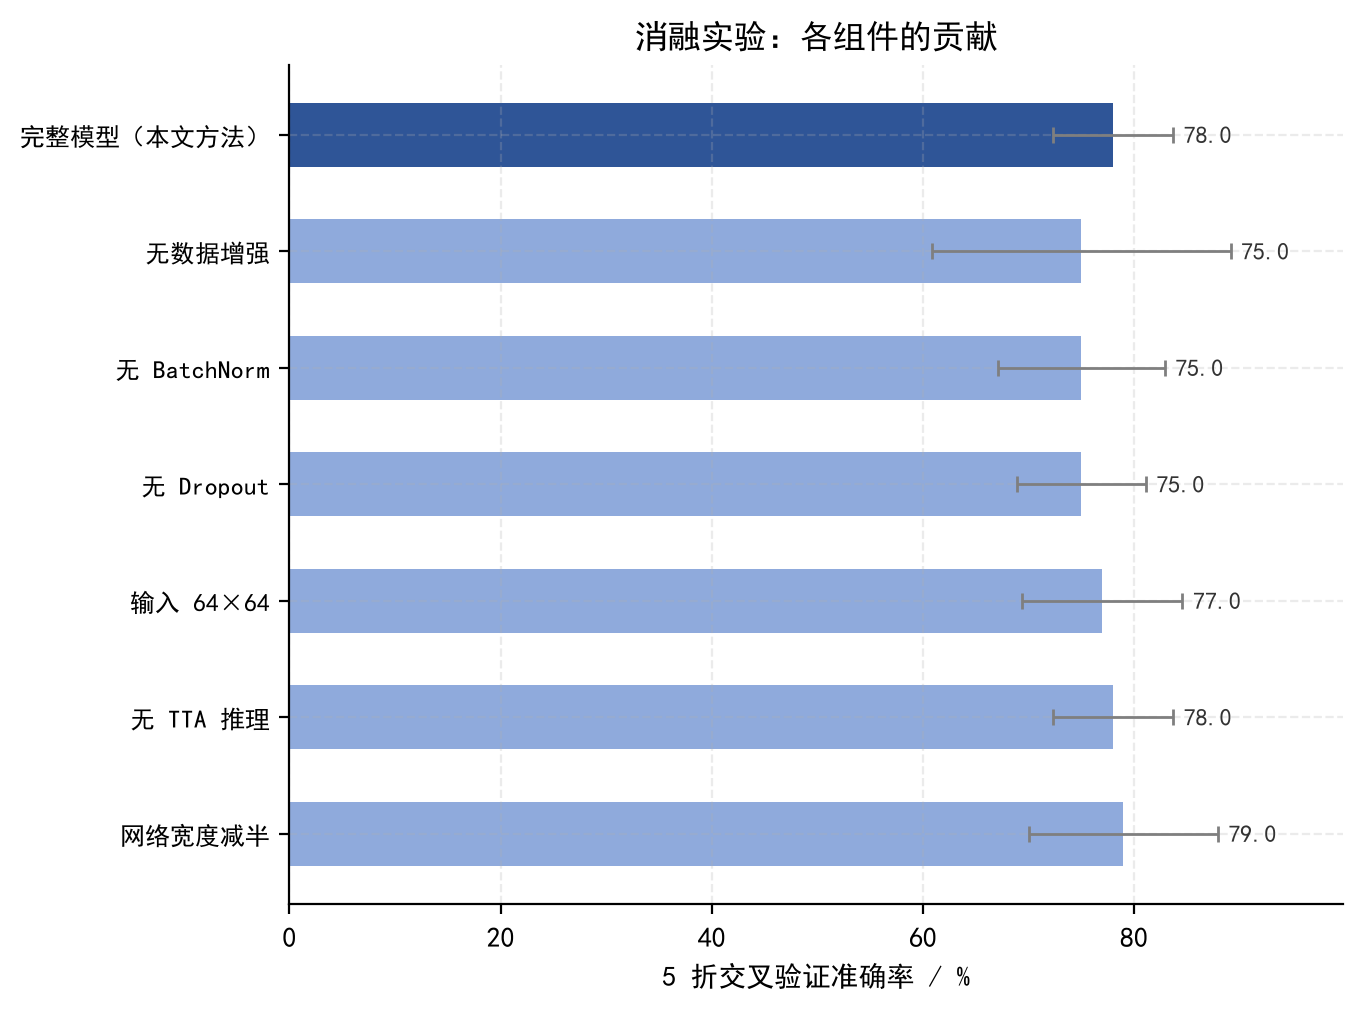 消融实验：各组件的贡献
完整模型（本文方法） 78.0
无数据增强 75.0
无 BatchNorm 75.0
无 Dropout 75.0
输入 64×64 77.0
无 TTA 推理 78.0
网络宽度减半 79.0
0 20 40 60 80
5 折交叉验证准确率 / %